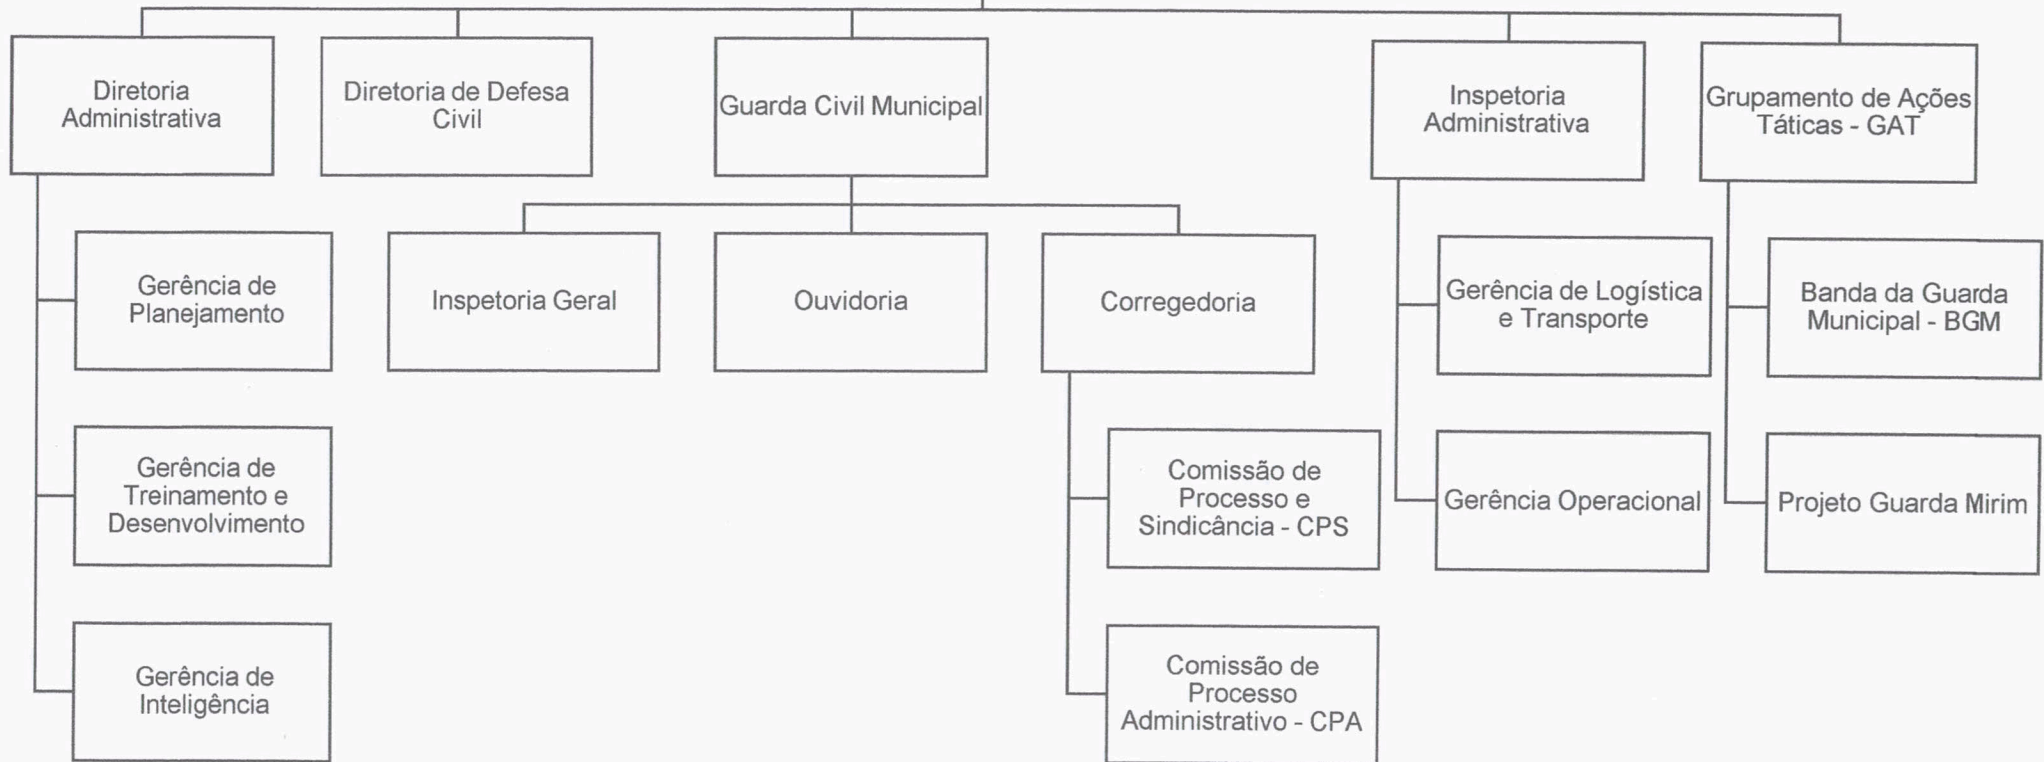 Diretoria
Administrativa
Diretoria de Defesa
Civil
Guarda Civil Municipal
Inspetoria
Administrativa
Grupamento de Ações
Táticas - GAT
Gerência de
Planejamento
Inspetoria Geral
Ouvidoria
Corregedoria
Gerência de Logística
e Transporte
Banda da Guarda
Municipal - BGM
Gerência de
Treinamento e
Desenvolvimento
Comissão de
Processo e
Sindicância - CPS
Gerência Operacional
Projeto Guarda Mirim
Gerência de
Inteligência
Comissão de
Processo
Administrativo - CPA